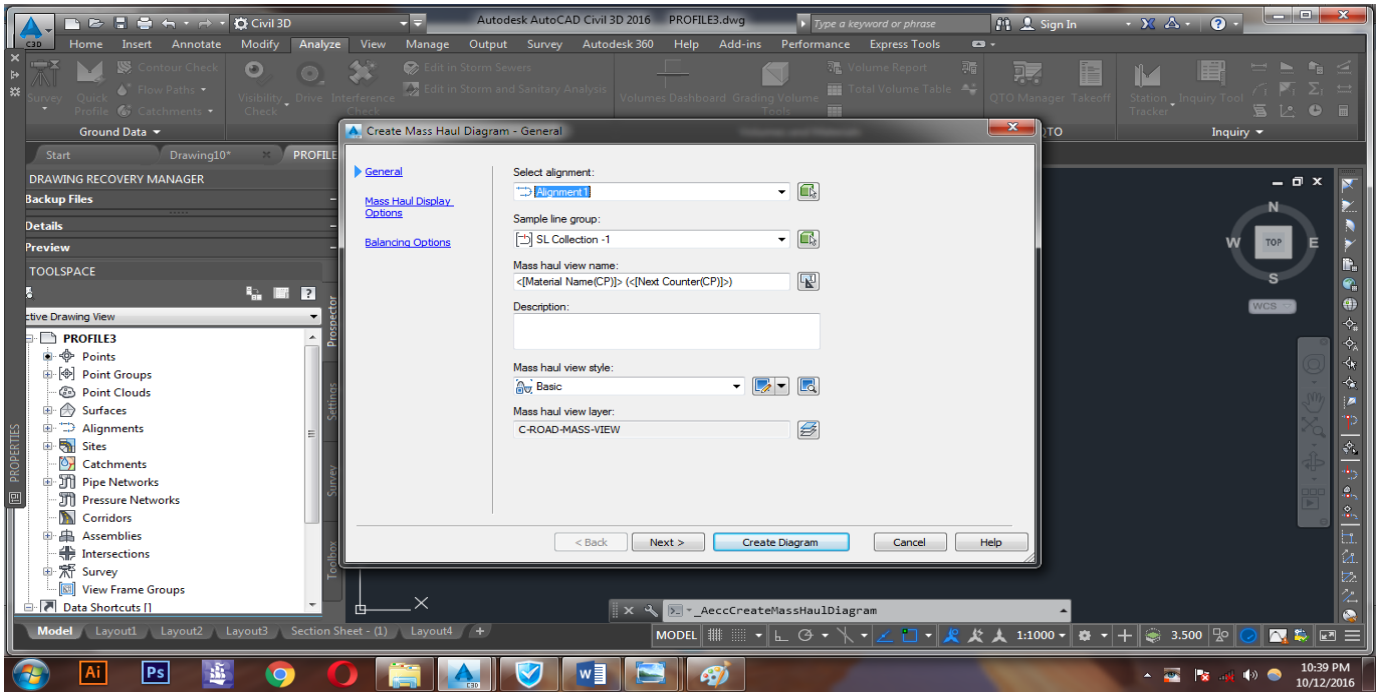 Civil 3D
Autodesk AutoCAD Civil 3D 2016 PROFILE3.dwg
Type a keyword or phrase
Sign In
C3D
Home Insert Annotate Modify Analyze View Manage Output Survey Autodesk 360 Help Add-ins Performance Express Tools
Survey
Quick Profile
Contour Check
Flow Paths
Catchments
Visibility Check
Drive
Interference Check
Edit in Storm Sewers
Edit in Storm and Sanitary Analysis
Volumes Dashboard
Grading Volume Tools
Volume Report
Total Volume Table
QTO Manager
Takeoff
Station Tracker
Inquiry Tool
Ground Data
Volumes and Materials
QTO
Inquiry
Start Drawing10* PROFILE
DRAWING RECOVERY MANAGER
Backup Files
Details
Preview
TOOLSPACE
ctive Drawing View
PROFILE3
Points
Point Groups
Point Clouds
Surfaces
Alignments
Sites
Catchments
Pipe Networks
Pressure Networks
Corridors
Assemblies
Intersections
Survey
View Frame Groups
Data Shortcuts []
Prospector
Settings
Survey
Toolbox
PROPERTIES
Create Mass Haul Diagram - General
General
Mass Haul Display
Options
Balancing Options
Select alignment:
Alignment1
Sample line group:
SL Collection -1
Mass haul view name:
<[Material Name(CP)]> (<[Next Counter(CP)]>)
Description:
Mass haul view style:
Basic
Mass haul view layer:
C-ROAD-MASS-VIEW
< Back Next > Create Diagram Cancel Help
N
W TOP E
S
WCS
_AeccCreateMassHaulDiagram
Model Layout1 Layout2 Layout3 Section Sheet - (1) Layout4 +
MODEL 1:1000 3.500
Ai
Ps
C3D
10:39 PM
10/12/2016